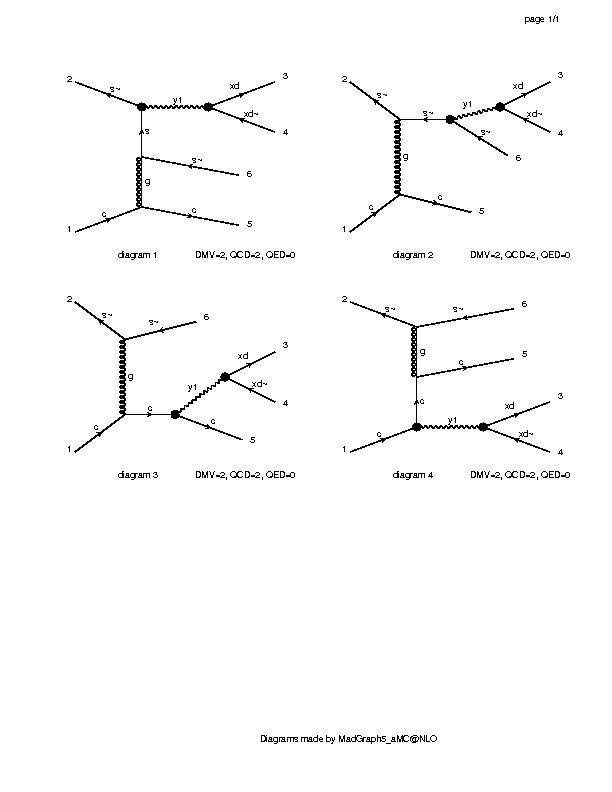 page 1/1
2
s~
y1
xd
3
xd~
4
s
s~
6
g
c
c
5
1
diagram 1
DMV=2, QCD=2, QED=0
2
s~
y1
xd
3
s~
xd~
4
s~
6
g
c
c
5
1
diagram 2
DMV=2, QCD=2, QED=0
2
s~
s~
6
xd
3
g
y1
xd~
4
c
c
c
5
1
diagram 3
DMV=2, QCD=2, QED=0
2
s~
s~
6
g
c
5
c
xd
3
y1
c
xd~
4
1
diagram 4
DMV=2, QCD=2, QED=0
Diagrams made by MadGraph5_aMC@NLO